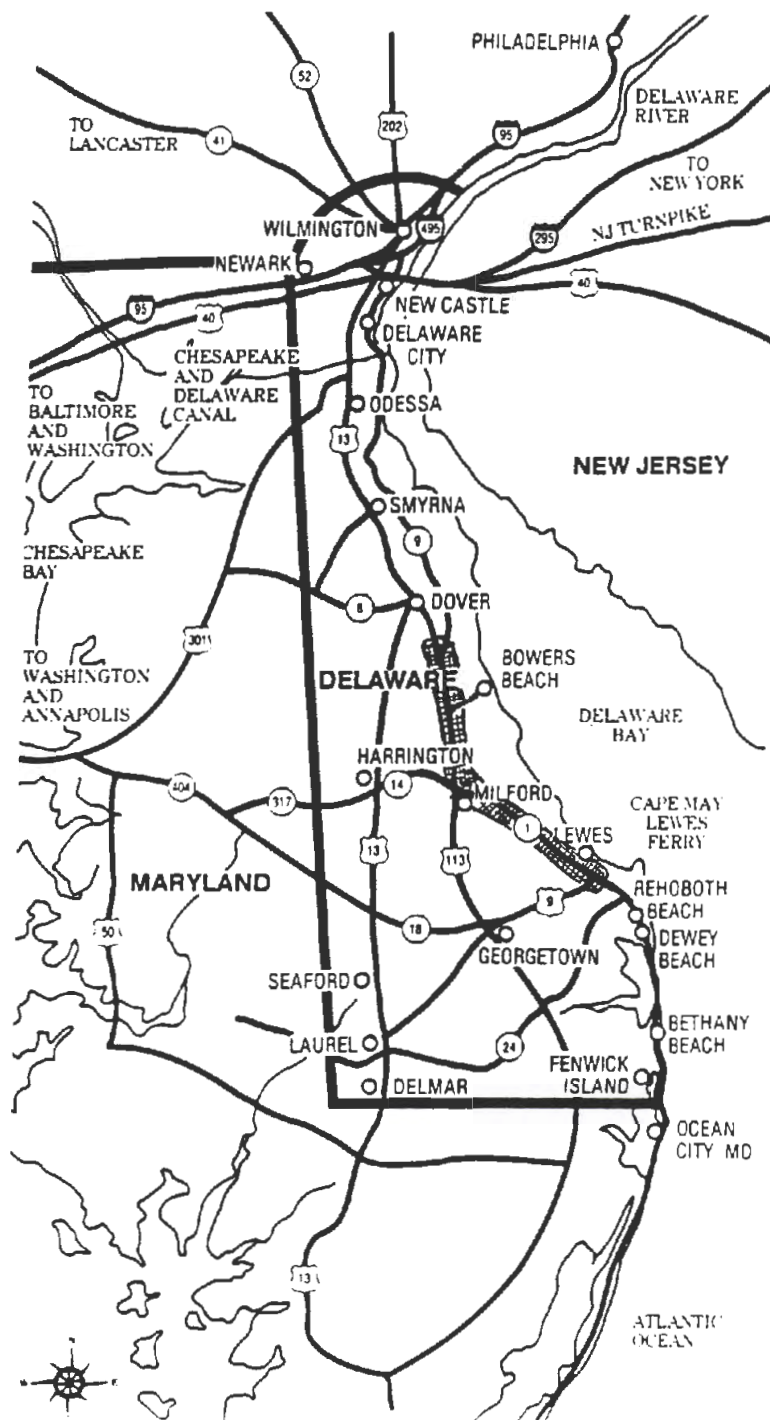 PHILADELPHIA
52
DELAWARE
RIVER
202
95
TO
LANCASTER
41
TO
NEW YORK
WILMINGTON
495
295
NJ TURNPIKE
NEWARK
95
40
NEW CASTLE
40
DELAWARE
CITY
CHESAPEAKE
AND
DELAWARE
CANAL
TO
BALTIMORE
AND
WASHINGTON
ODESSA
13
NEW JERSEY
SMYRNA
9
CHESAPEAKE
BAY
8
DOVER
301
TO
WASHINGTON
AND
ANNAPOLIS
DELAWARE
BOWERS
BEACH
DELAWARE
BAY
HARRINGTON
404
317
14
MILFORD
1
LEWES
CAPE MAY
LEWES
FERRY
13
113
MARYLAND
REHOBOTH
BEACH
9
50
18
GEORGETOWN
DEWEY
BEACH
SEAFORD
LAUREL
24
BETHANY
BEACH
FENWICK
ISLAND
DELMAR
OCEAN
CITY MD
13
ATLANTIC
OCEAN
N
W
E